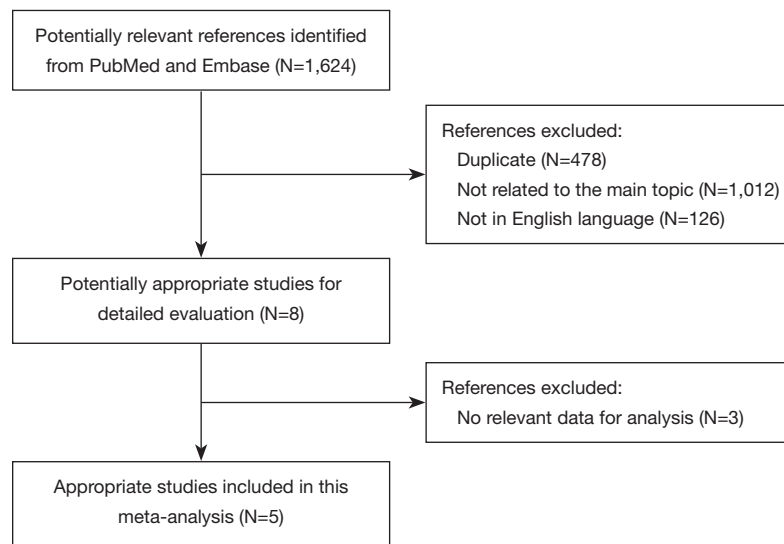 Potentially relevant references identified
from PubMed and Embase (N=1,624)
References excluded:
Duplicate (N=478)
Not related to the main topic (N=1,012)
Not in English language (N=126)
Potentially appropriate studies for
detailed evaluation (N=8)
References excluded:
No relevant data for analysis (N=3)
Appropriate studies included in this
meta-analysis (N=5)